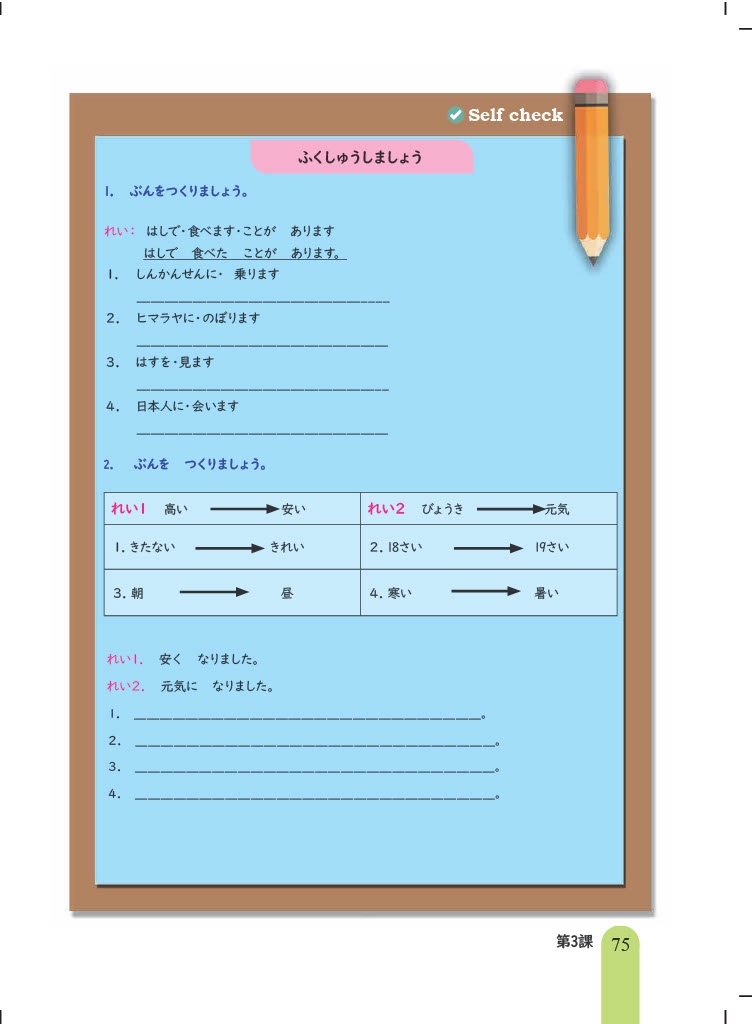 Self check
ふくしゅうしましょう
1. ぶんをつくりましょう。
れい： はしで・食べます・ことが あります
はしで 食べた ことが あります。
1. しんかんせんに・ 乗ります
2. ヒマラヤに・のぼります
3. はすを・見ます
4. 日本人に・会います
2. ぶんを つくりましょう。
れい1 高い 安い れい2 びょうき 元気
1. きたない きれい 2. 18さい 19さい
3. 朝 昼 4. 寒い 暑い
れい1. 安く なりました。
れい2. 元気に なりました。
1. 。
2. 。
3. 。
4. 。
第3課 75